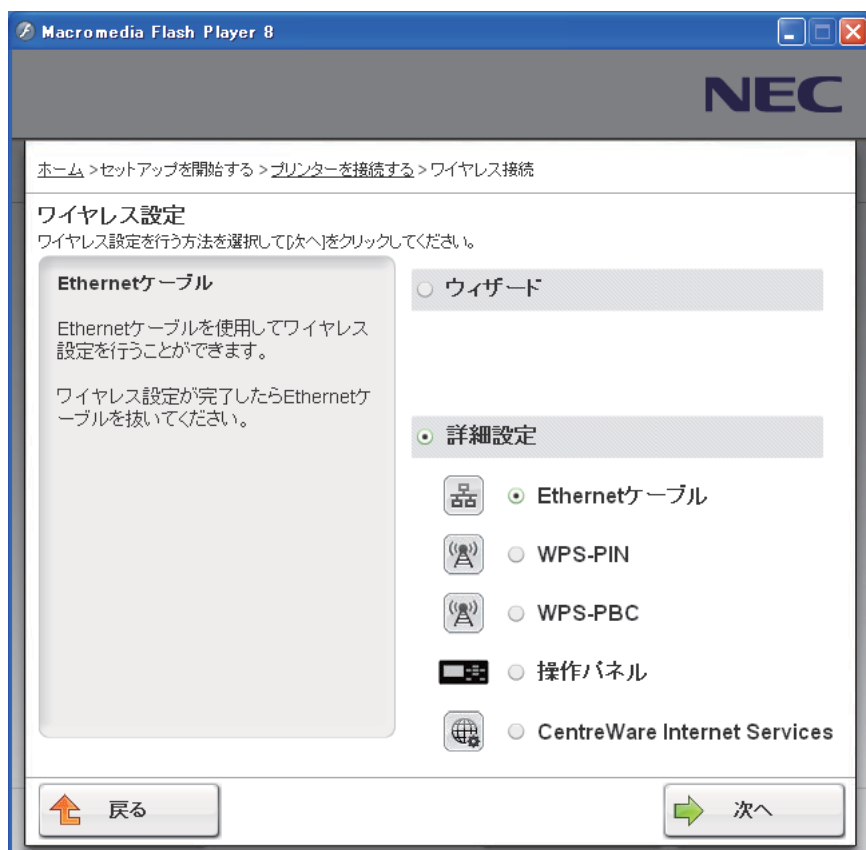 Macromedia Flash Player 8
NEC
ホーム >セットアップを開始する >プリンターを接続する >ワイヤレス接続
ワイヤレス設定
ワイヤレス設定を行う方法を選択して[次へ]をクリックしてください。
Ethernetケーブル
Ethernetケーブルを使用してワイヤレス
設定を行うことができます。
ワイヤレス設定が完了したらEthernetケ
ーブルを抜いてください。
ウィザード
詳細設定
Ethernetケーブル
WPS-PIN
WPS-PBC
操作パネル
CentreWare Internet Services
戻る
次へ